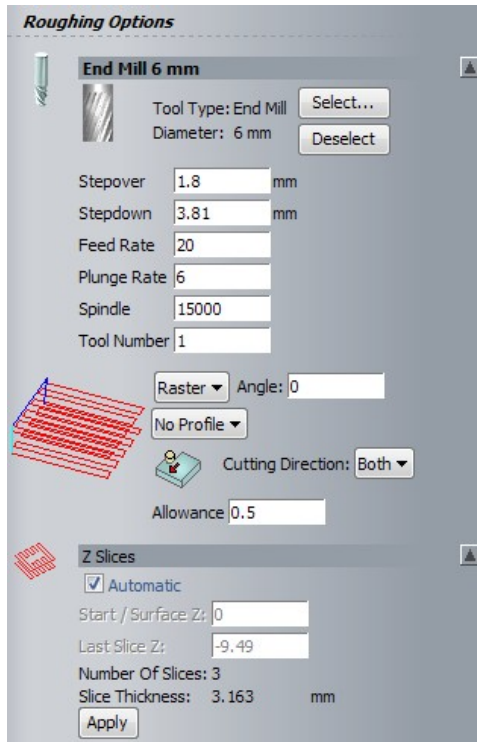 Roughing Options
End Mill 6 mm
Tool Type: End Mill
Select...
Diameter: 6 mm
Deselect
Stepover 1.8 mm
Stepdown 3.81 mm
Feed Rate 20
Plunge Rate 6
Spindle 15000
Tool Number 1
Raster Angle: 0
No Profile
Cutting Direction: Both
Allowance 0.5
Z Slices
Automatic
Start / Surface Z: 0
Last Slice Z: -9.49
Number Of Slices: 3
Slice Thickness: 3.163 mm
Apply